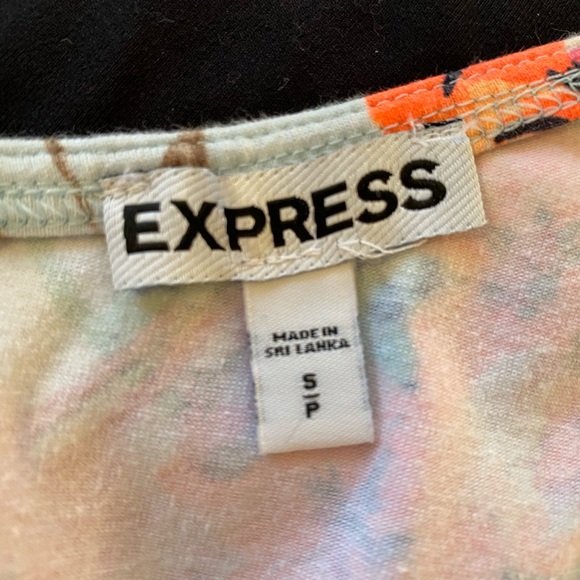 EXPRESS
MADE IN
SRI LANKA
S
P